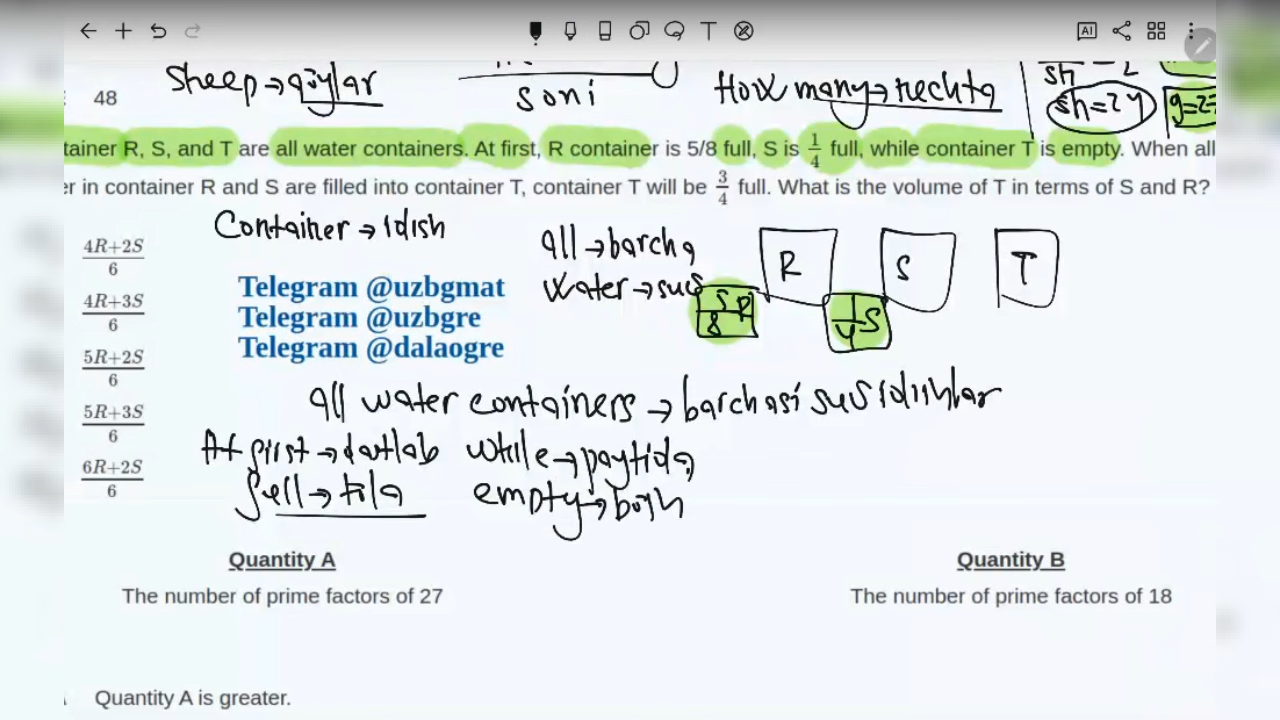 AI
sheep→qo'ylar
soni
How many→nechta
sh
2
sh=2y
48
tainer R, S, and T are all water containers. At first, R container is 5/8 full, S is 1/4 full, while container T is empty. When all
er in container R and S are filled into container T, container T will be 3/4 full. What is the volume of T in terms of S and R?
Container→idish
all→barcha
water→suv
R
S
T
5/8 R
1/4 S
4R+2S/6
4R+3S/6
5R+2S/6
5R+3S/6
6R+2S/6
Telegram @uzbgmat
Telegram @uzbgre
Telegram @dalaogre
all water containers → barchasi suv idishlar
At first→dastlab
while→paytida
full→to'la
empty→bo'sh
Quantity A
Quantity B
The number of prime factors of 27
The number of prime factors of 18
Quantity A is greater.